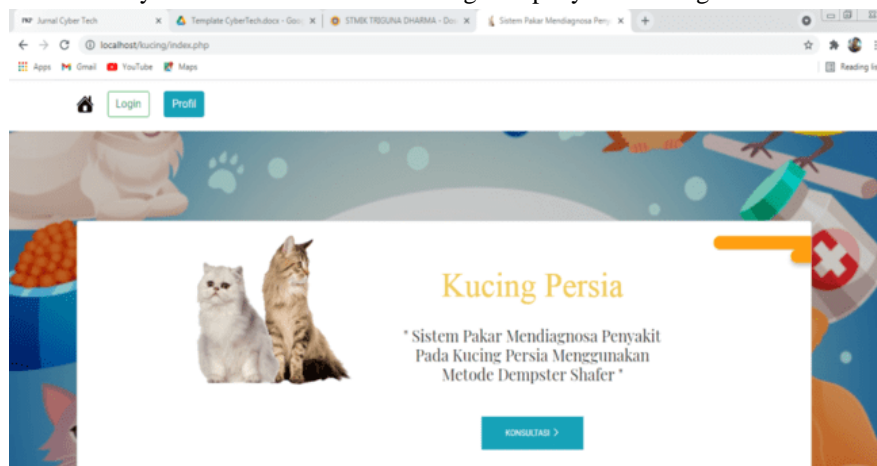 Jurnal Cyber Tech
Template CyberTech.docx - Goo
STMIK TRIGUNA DHARMA - Do
Sistem Pakar Mendiagnosa Peny
localhost/kucing/index.php
Apps
Gmail
YouTube
Maps
Reading lis
Login
Profil
Kucing Persia
" Sistem Pakar Mendiagnosa Penyakit
Pada Kucing Persia Menggunakan
Metode Dempster Shafer "
KONSULTASI >